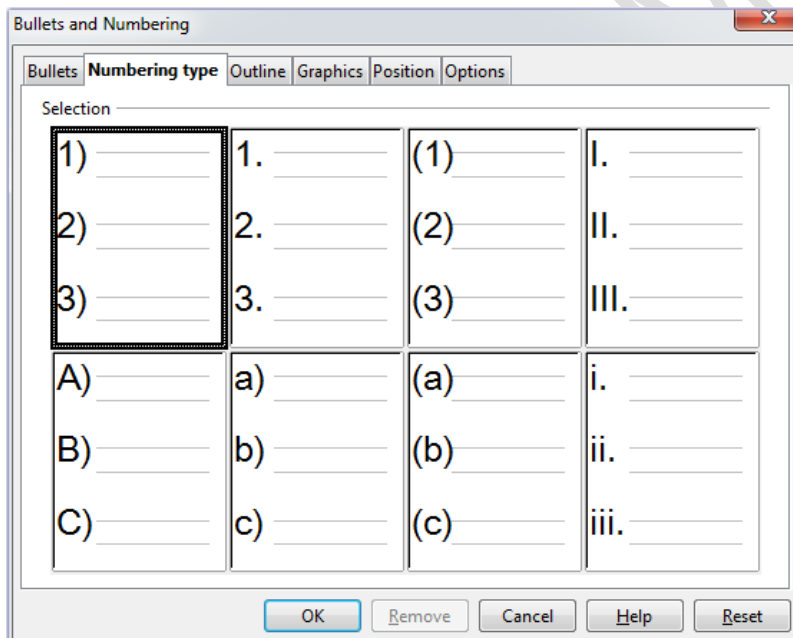 Bullets and Numbering
Bullets Numbering type Outline Graphics Position Options
Selection
1) 1. (1) I.
2) 2. (2) II.
3) 3. (3) III.
A) a) (a) i.
B) b) (b) ii.
C) c) (c) iii.
OK Remove Cancel Help Reset